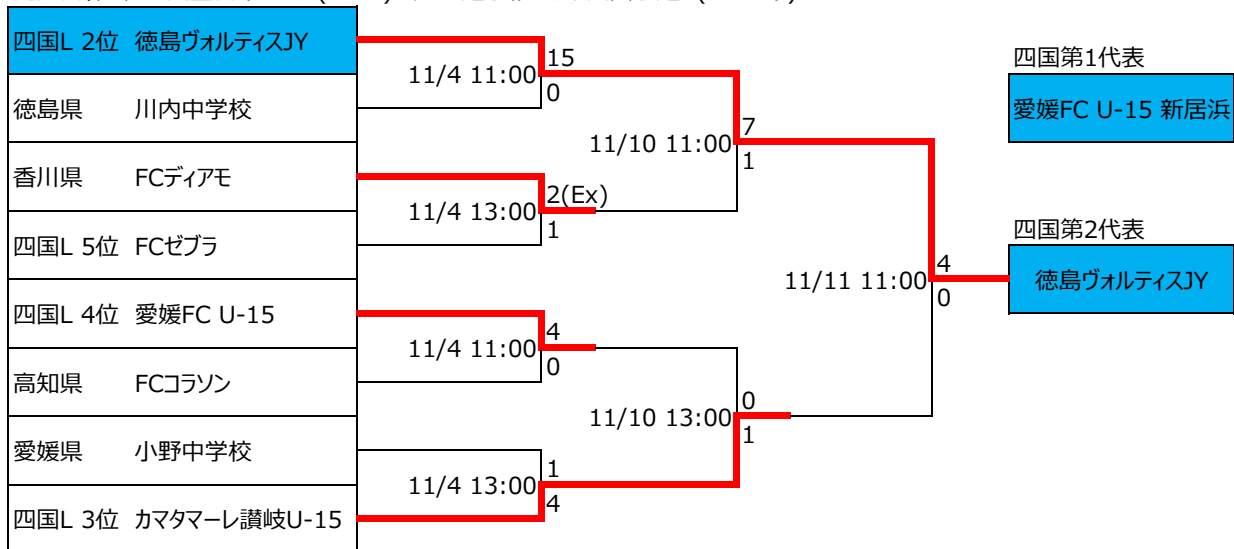 四国L 2位 徳島ヴォルティスJY
徳島県 川内中学校
香川県 FCディアモ
四国L 5位 FCゼブラ
四国L 4位 愛媛FC U-15
高知県 FCコラソン
愛媛県 小野中学校
四国L 3位 カマタマーレ讃岐U-15
11/4 11:00
15
0
11/4 13:00
2(Ex)
1
11/4 11:00
4
0
11/4 13:00
1
4
11/10 11:00
7
1
11/10 13:00
0
1
11/11 11:00
4
0
四国第1代表
愛媛FC U-15 新居浜
四国第2代表
徳島ヴォルティスJY